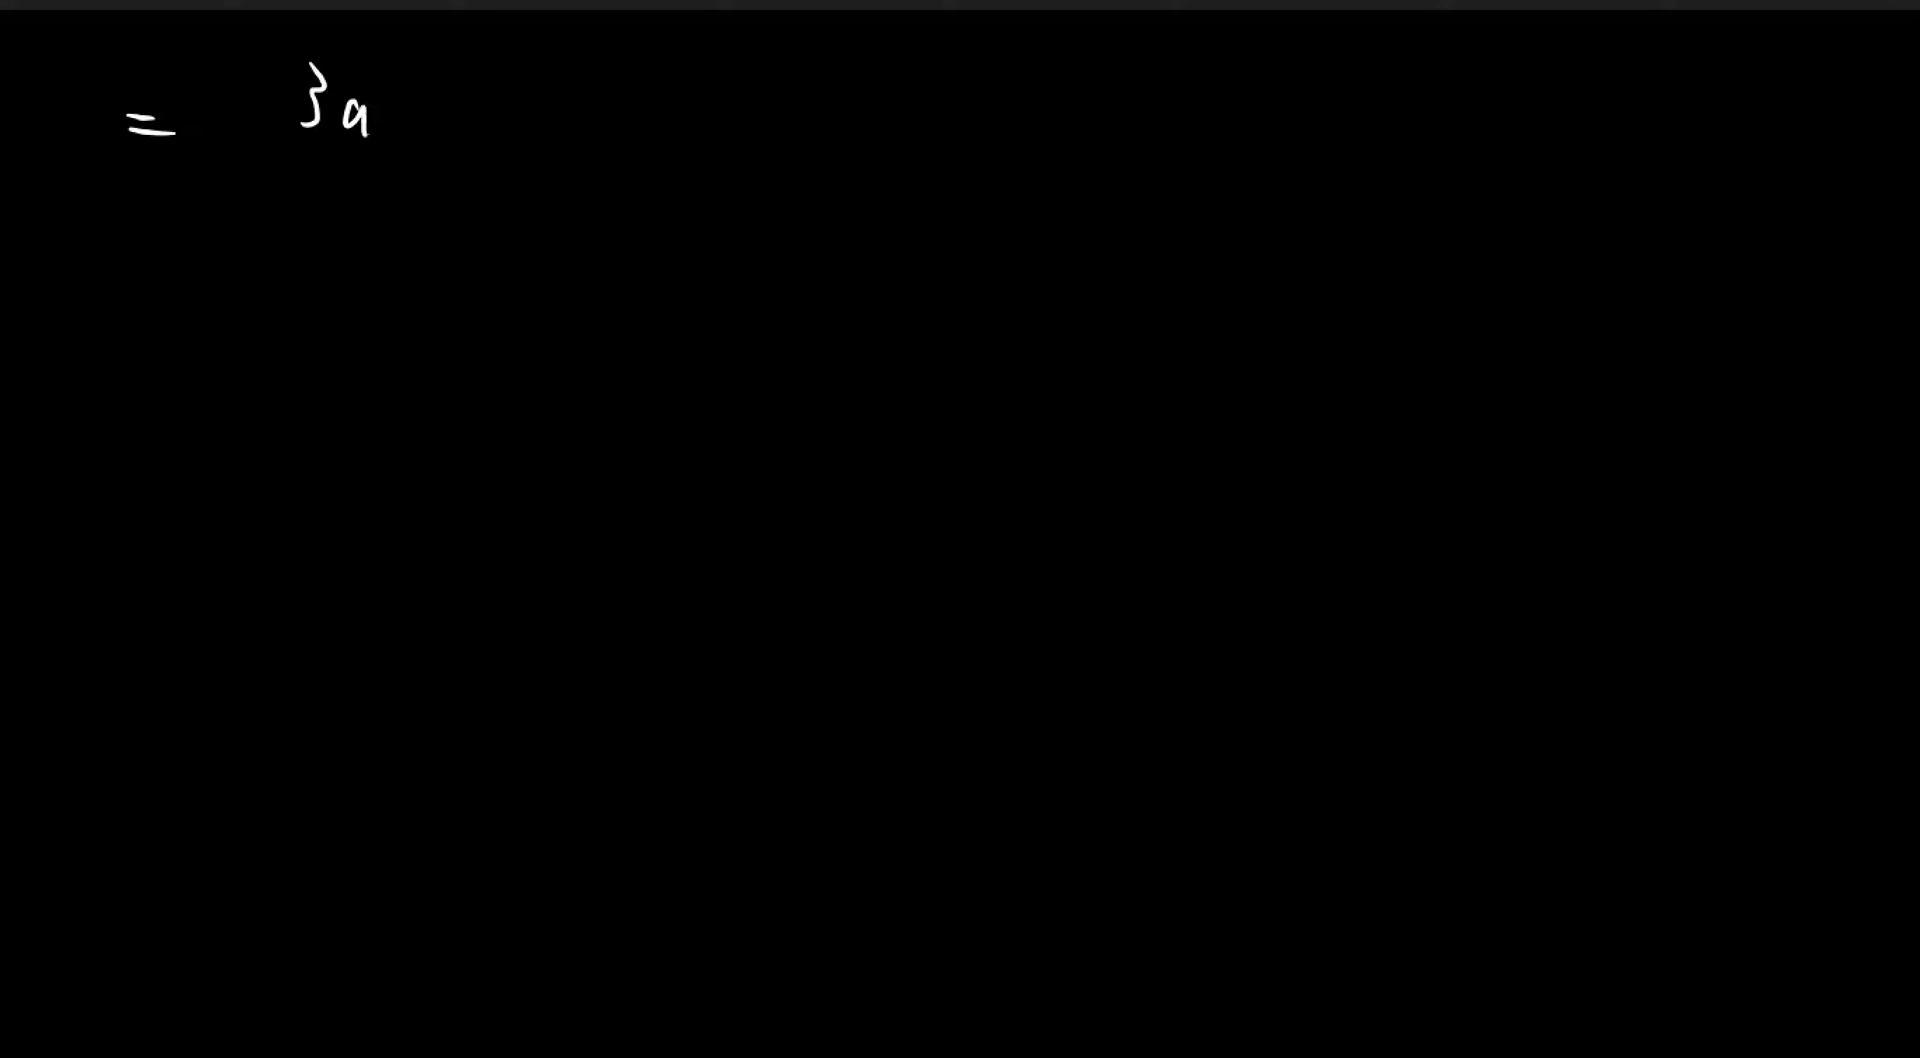 = 3a